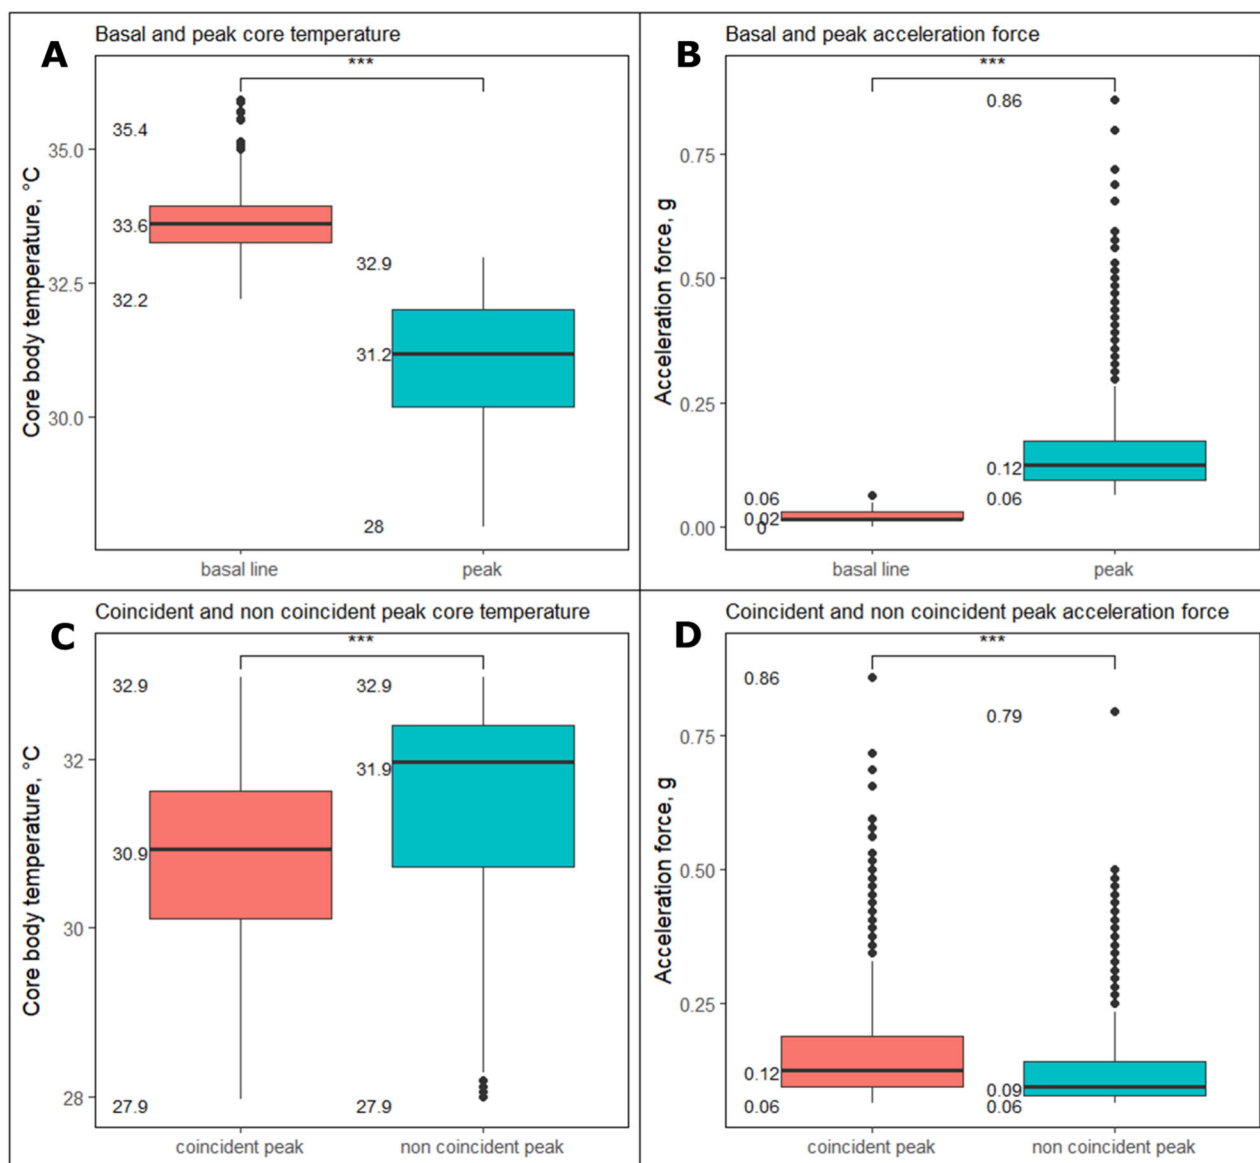 A
Basal and peak core temperature
***
Core body temperature, °C
35.0
32.5
30.0
35.4
33.6
32.2
32.9
31.2
28
basal line
peak
B
Basal and peak acceleration force
***
Acceleration force, g
0.75
0.50
0.25
0.00
0.06
0.02
0
0.86
0.12
0.06
basal line
peak
C
Coincident and non coincident peak core temperature
***
Core body temperature, °C
32
30
28
32.9
30.9
27.9
32.9
31.9
27.9
coincident peak
non coincident peak
D
Coincident and non coincident peak acceleration force
***
Acceleration force, g
0.75
0.50
0.25
0.86
0.12
0.06
0.79
0.09
0.06
coincident peak
non coincident peak